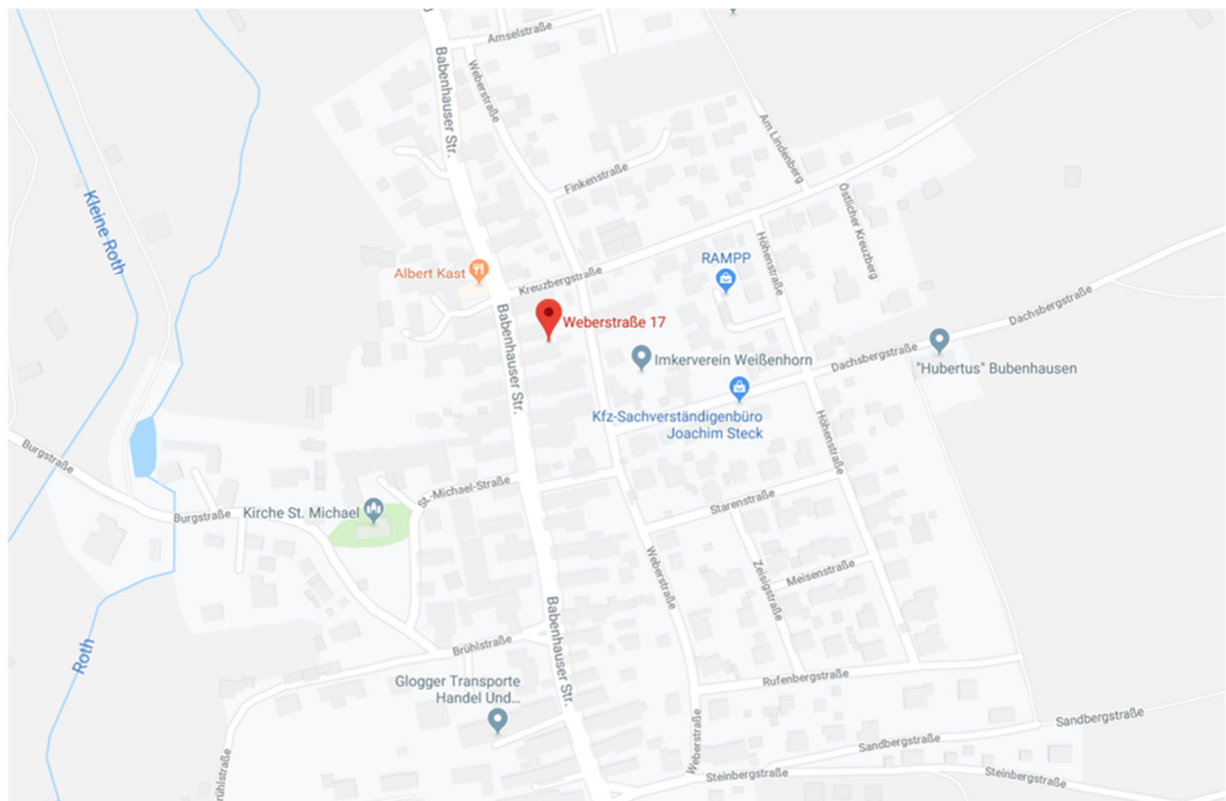 Amselstraße
Babenhauser Str.
Weberstraße
Am Lindenberg
Finkenstraße
Östlicher Kreuzberg
Kleine Roth
Höhenstraße
RAMPP
Albert Kast
Kreuzbergstraße
Dachsbergstraße
Weberstraße 17
Babenhauser Str.
Imkerverein Weißenhorn
Dachsbergstraße
"Hubertus" Bubenhausen
Kfz-Sachverständigenbüro
Joachim Steck
Höhenstraße
Burgstraße
St.-Michael-Straße
Starenstraße
Kirche St. Michael
Burgstraße
Weberstraße
Zeisigstraße
Meisenstraße
Babenhauser Str.
Brühlstraße
Roth
Rufenbergstraße
Glogger Transporte
Handel Und...
Sandbergstraße
Weberstraße
Sandbergstraße
Steinbergstraße
Steinbergstraße